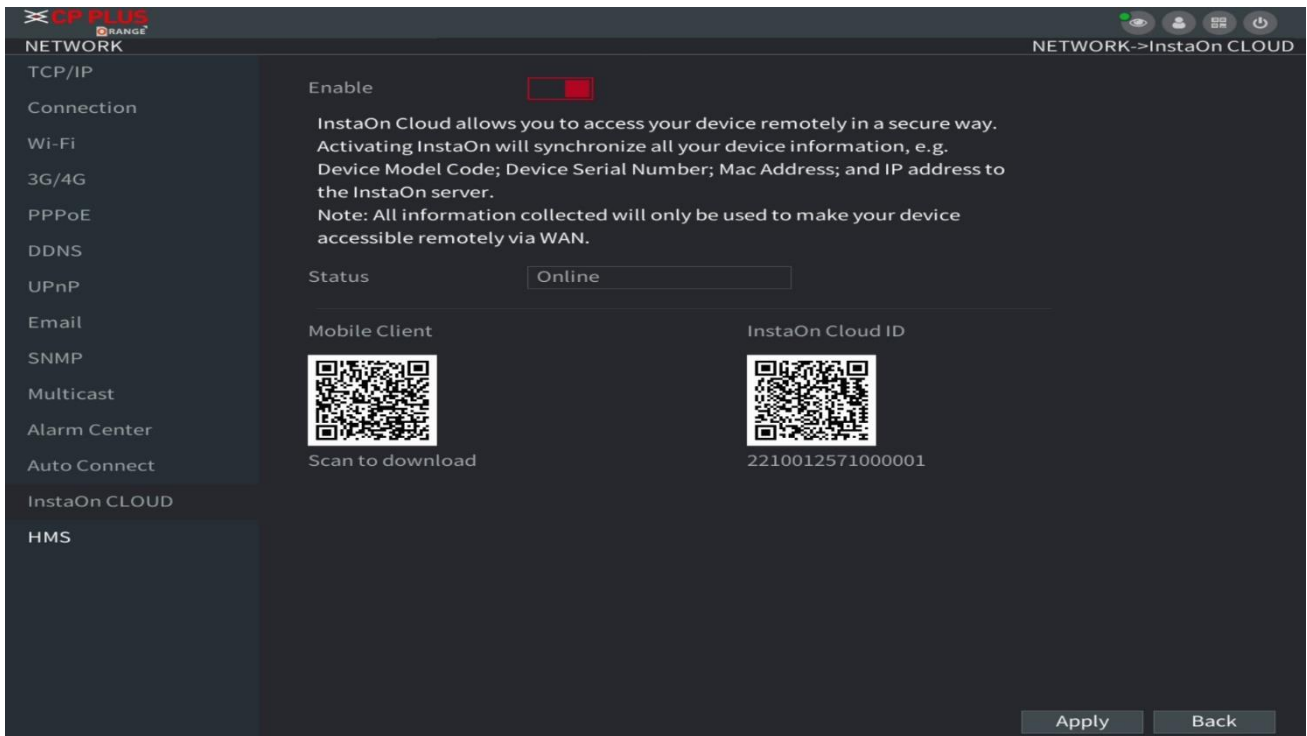 CP PLUS
ORANGE
NETWORK
NETWORK->InstaOn CLOUD
TCP/IP
Connection
Wi-Fi
3G/4G
PPPoE
DDNS
UPnP
Email
SNMP
Multicast
Alarm Center
Auto Connect
InstaOn CLOUD
HMS
Enable
InstaOn Cloud allows you to access your device remotely in a secure way.
Activating InstaOn will synchronize all your device information, e.g.
Device Model Code; Device Serial Number; Mac Address; and IP address to
the InstaOn server.
Note: All information collected will only be used to make your device
accessible remotely via WAN.
Status
Online
Mobile Client
InstaOn Cloud ID
Scan to download
2210012571000001
Apply
Back